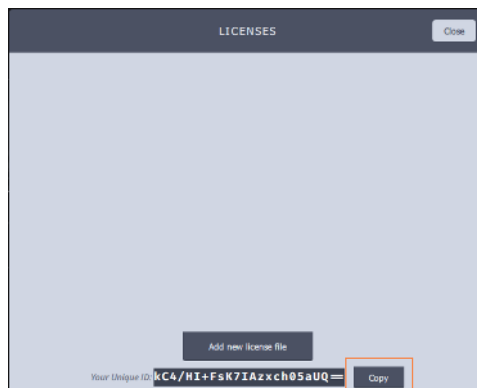 LICENSES
Close
Add new license file
Your Unique ID: kC4/HI+FsK7IAzxch05aUQ==
Copy